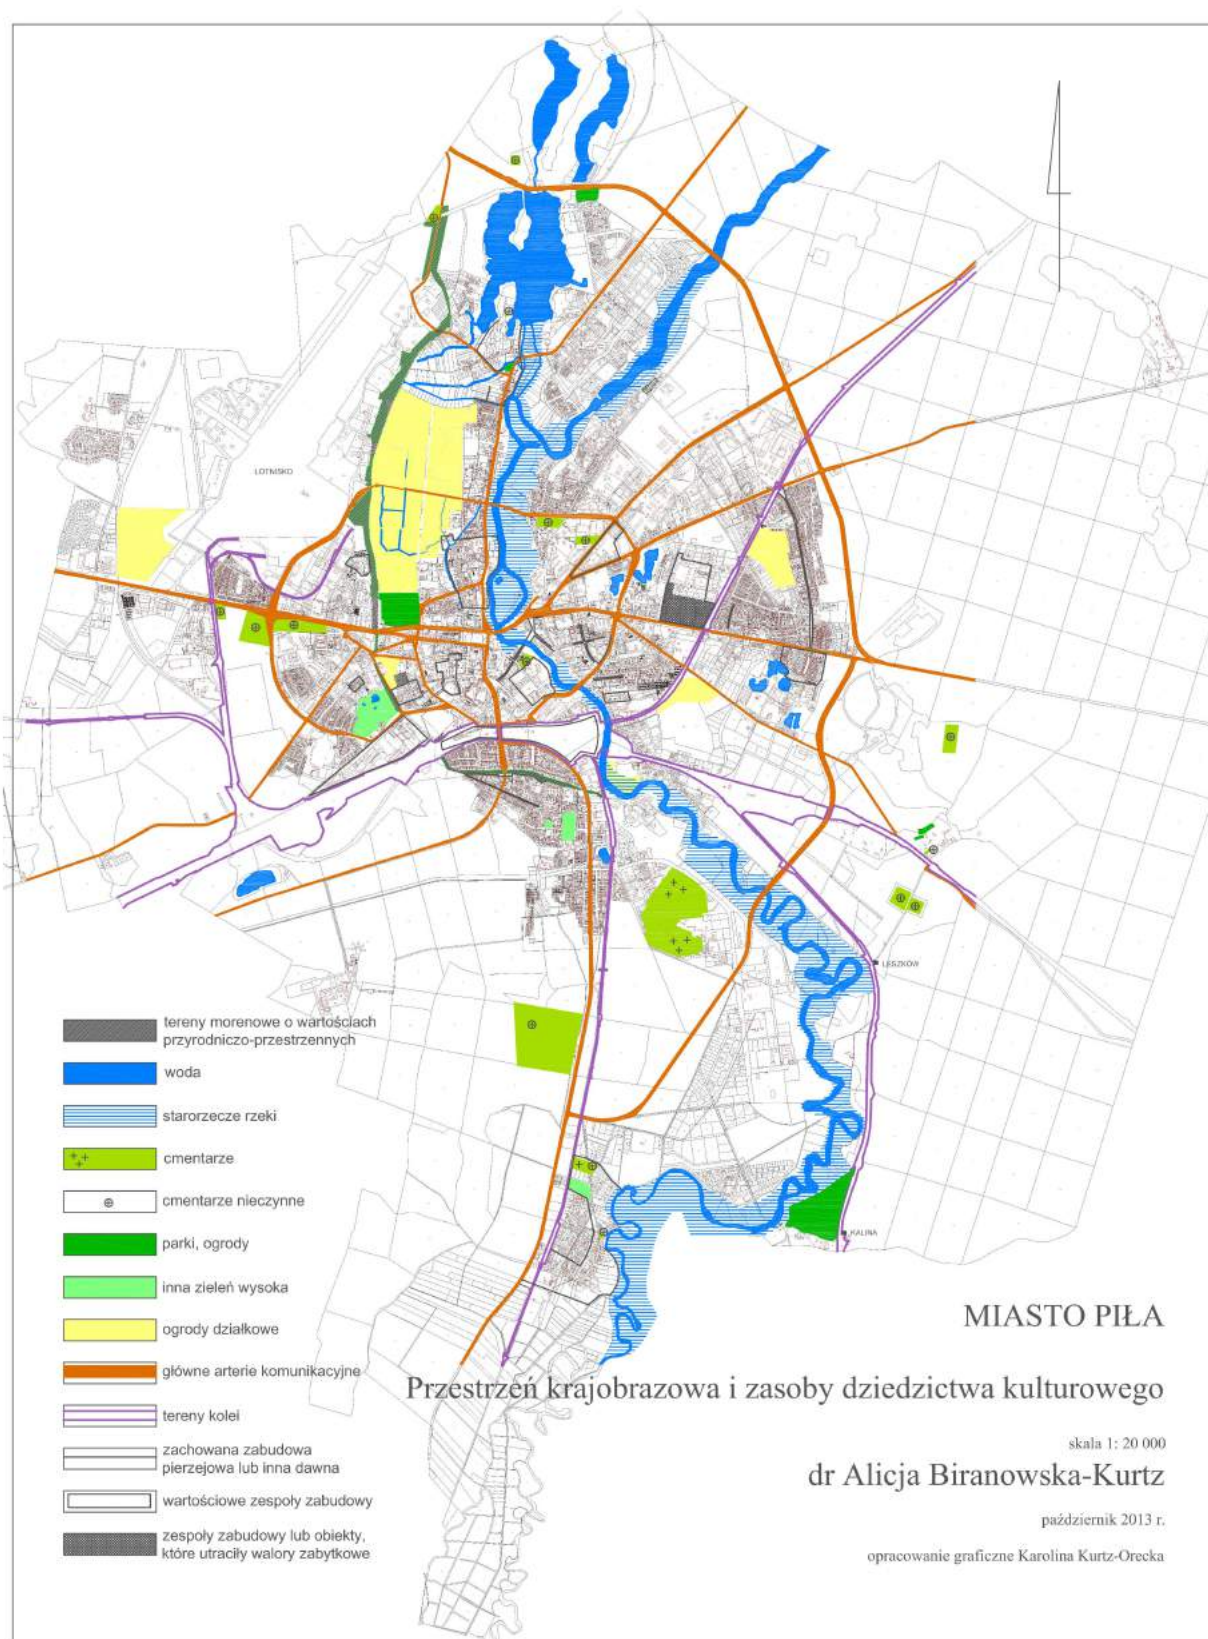 LOTNISKO
LESZKÓW
KALINA
tereny morenowe o wartościach
przyrodniczo-przestrzennych
woda
starorzecze rzeki
cmentarze
cmentarze nieczynne
parki, ogrody
inna zieleń wysoka
ogrody działkowe
główne arterie komunikacyjne
tereny kolei
zachowana zabudowa
pierzejowa lub inna dawna
wartościowe zespoły zabudowy
zespoły zabudowy lub obiekty,
które utraciły walory zabytkowe
MIASTO PIŁA
Przestrzeń krajobrazowa i zasoby dziedzictwa kulturowego
skala 1: 20 000
dr Alicja Biranowska-Kurtz
październik 2013 r.
opracowanie graficzne Karolina Kurtz-Orecka